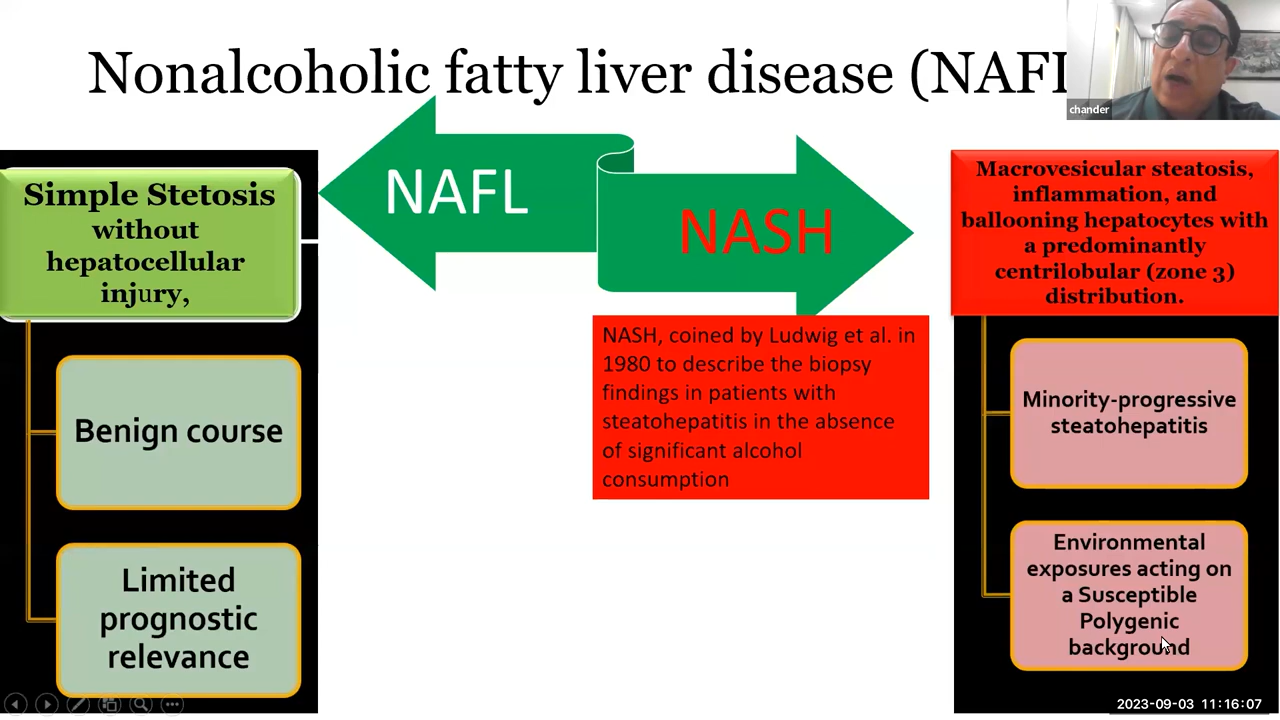 Nonalcoholic fatty liver disease (NAFL
chander
NAFL
NASH
Simple Stetosis
without
hepatocellular
injury,
Benign course
Limited
prognostic
relevance
NASH, coined by Ludwig et al. in
1980 to describe the biopsy
findings in patients with
steatohepatitis in the absence
of significant alcohol
consumption
Macrovesicular steatosis,
inflammation, and
ballooning hepatocytes with
a predominantly
centrilobular (zone 3)
distribution.
Minority-progressive
steatohepatitis
Environmental
exposures acting on
a Susceptible
Polygenic
background
2023-09-03 11:16:07